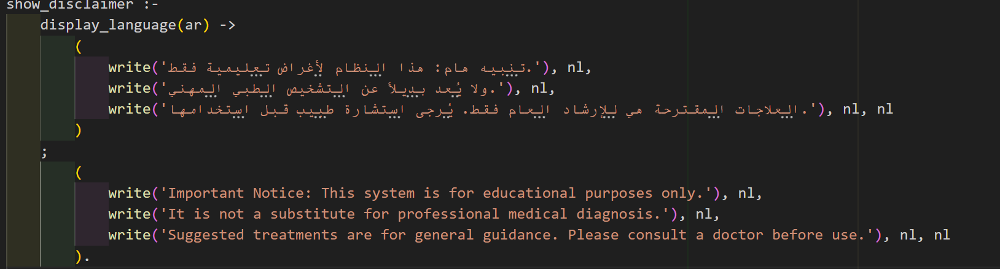 show_disclaimer :-
display_language(ar) ->
(
write('تنبيه هام: هذا النظام لأغراض تعليمية فقط.'), nl,
write('ولا يُعد بديلاً عن التشخيص الطبي المهني.'), nl,
write('العلاجات المقترحة هي للإرشاد العام فقط. يُرجى استشارة طبيب قبل استخدامها.'), nl, nl
)
;
(
write('Important Notice: This system is for educational purposes only.'), nl,
write('It is not a substitute for professional medical diagnosis.'), nl,
write('Suggested treatments are for general guidance. Please consult a doctor before use.'), nl, nl
).